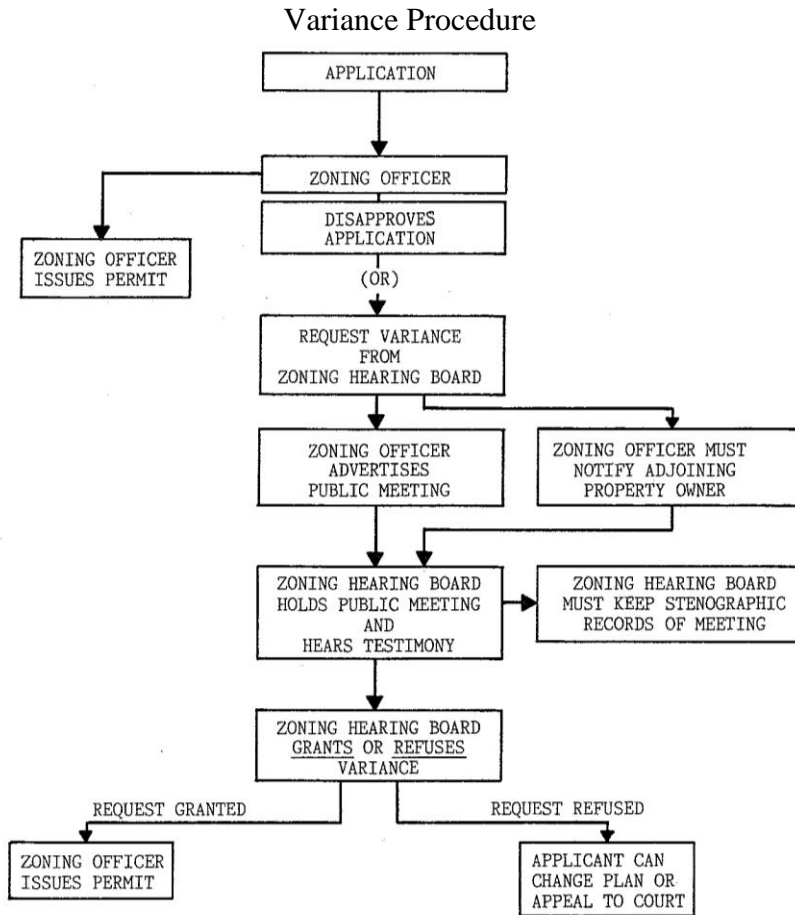 Variance Procedure
APPLICATION
ZONING OFFICER
DISAPPROVES
APPLICATION
ZONING OFFICER
ISSUES PERMIT
(OR)
REQUEST VARIANCE
FROM
ZONING HEARING BOARD
ZONING OFFICER
ADVERTISES
PUBLIC MEETING
ZONING OFFICER MUST
NOTIFY ADJOINING
PROPERTY OWNER
ZONING HEARING BOARD
HOLDS PUBLIC MEETING
AND
HEARS TESTIMONY
ZONING HEARING BOARD
MUST KEEP STENOGRAPHIC
RECORDS OF MEETING
ZONING HEARING BOARD
GRANTS OR REFUSES
VARIANCE
REQUEST GRANTED
REQUEST REFUSED
ZONING OFFICER
ISSUES PERMIT
APPLICANT CAN
CHANGE PLAN OR
APPEAL TO COURT